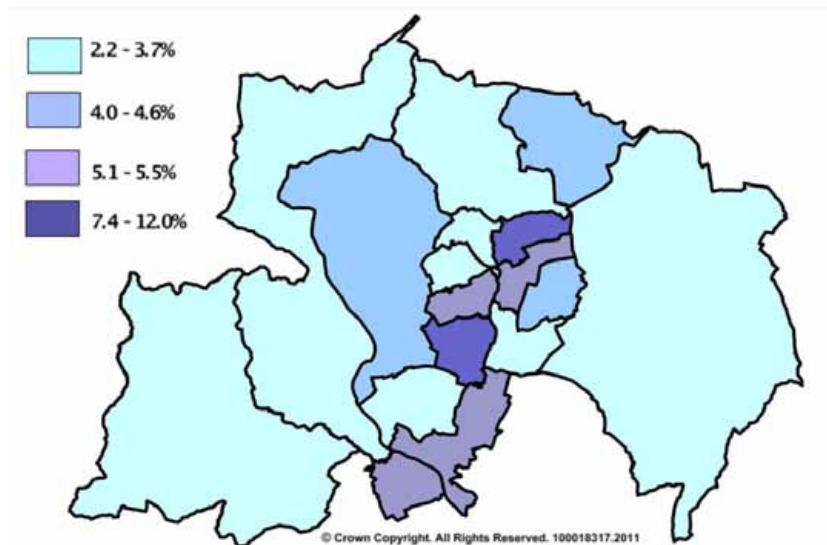 2.2 - 3.7%
4.0 - 4.6%
5.1 - 5.5%
7.4 - 12.0%
© Crown Copyright. All Rights Reserved. 100018317.2011